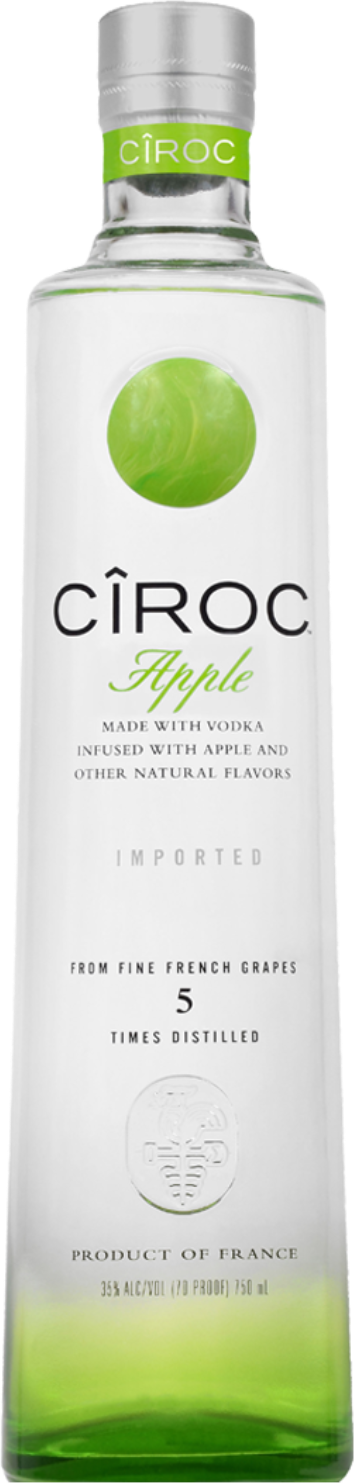 CÎROC
CÎROC™
Apple
MADE WITH VODKA
INFUSED WITH APPLE AND
OTHER NATURAL FLAVORS
IMPORTED
FROM FINE FRENCH GRAPES
5
TIMES DISTILLED
PRODUCT OF FRANCE
35% ALC/VOL (70 PROOF) 750 mL